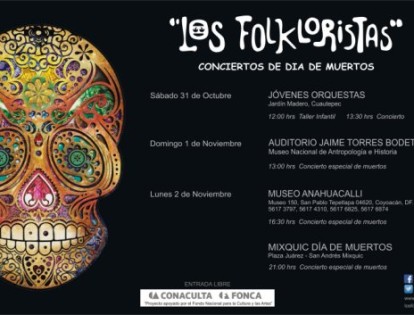 "LOS FOLKLORISTAS"
CONCIERTOS DE DIA DE MUERTOS
Sábado 31 de Octubre
JÓVENES ORQUESTAS
Jardín Madero, Cuautepec
12:00 hrs Taller Infantil 13:30 hrs Concierto
Domingo 1 de Noviembre
AUDITORIO JAIME TORRES BODET
Museo Nacional de Antropología e Historia
13:00 hrs Concierto especial de muertos
Lunes 2 de Noviembre
MUSEO ANAHUACALLI
Museo 150, San Pablo Tepetlapa 04620, Coyoacán, DF
5617 3797, 5617 4310, 5617 6825, 5617 6974
16:30 hrs Concierto especial de muertos
MIXQUIC DÍA DE MUERTOS
Plaza Juárez - San Andrés Mixquic
21:00 hrs Concierto especial de muertos
ENTRADA LIBRE
CONACULTA FONCA
"Proyecto apoyado por el Fondo Nacional para la Cultura y las Artes"